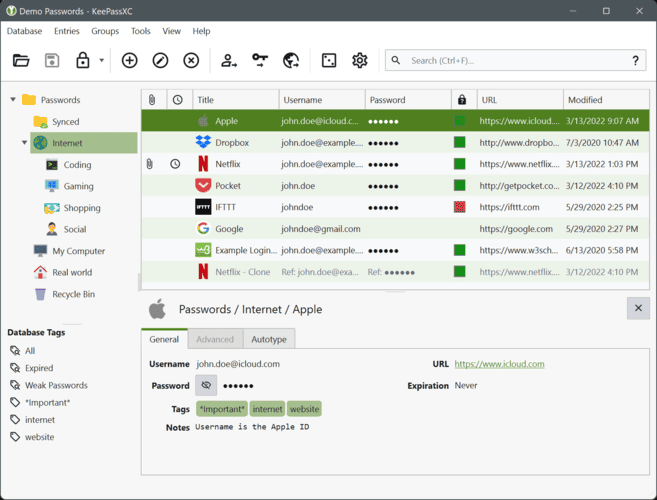 Demo Passwords - KeePassXC
Database Entries Groups Tools View Help
Search (Ctrl+F)... ?
Passwords
Synced
Internet
Coding
Gaming
Shopping
Social
My Computer
Real world
Recycle Bin
Database Tags
All
Expired
Weak Passwords
*Important*
internet
website
Title Username Password URL Modified
Apple john.doe@icloud.c... ●●●●●● https://www.icloud.... 3/13/2022 9:07 AM
Dropbox john.doe@example.... ●●●●●● http://www.dropbo... 7/3/2020 10:47 AM
Netflix john.doe@example.... ●●●●●● https://www.netflix.... 3/13/2022 1:03 PM
Pocket john.doe ●●●●●● http://getpocket.co... 3/12/2022 4:10 PM
IFTTT IFTTT johndoe ●●●●●● https://ifttt.com 5/29/2020 2:25 PM
Google johndoe@gmail.com https://google.com 5/29/2020 2:27 PM
Example Login... john.doe@example.... ●●●●●● https://www.w3sch... 6/13/2020 5:58 PM
Netflix - Clone Ref: john.doe@exa... Ref: ●●●●●● https://www.netflix.... 3/12/2022 4:10 PM
Passwords / Internet / Apple
General Advanced Autotype
Username john.doe@icloud.com URL https://www.icloud.com
Password ●●●●●● Expiration Never
Tags *Important* internet website
Notes Username is the Apple ID